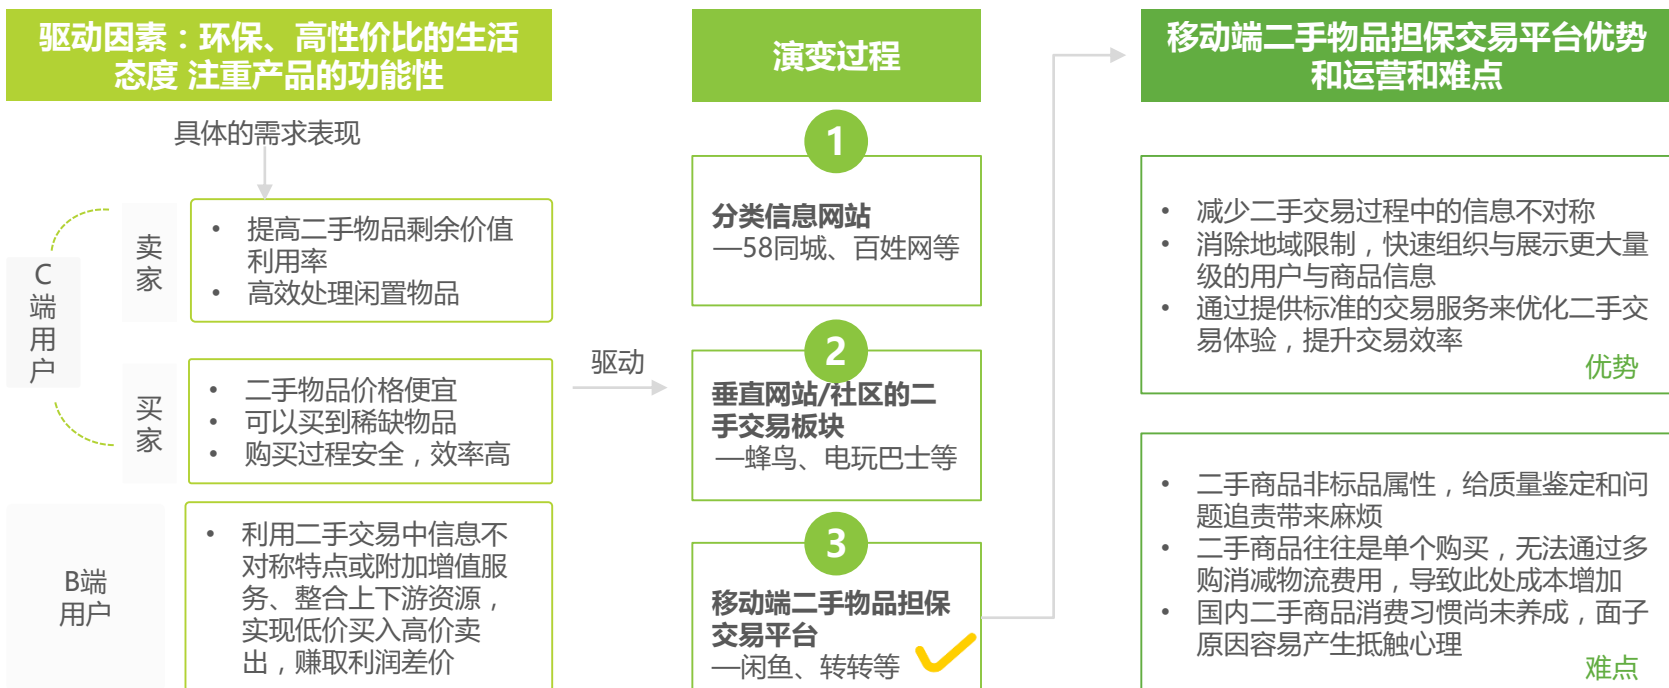 驱动因素：环保、高性价比的生活
态度 注重产品的功能性
具体的需求表现
C
端
用
户
卖
家
• 提高二手物品剩余价值
利用率
• 高效处理闲置物品
买
家
• 二手物品价格便宜
• 可以买到稀缺物品
• 购买过程安全，效率高
B端
用户
• 利用二手交易中信息不
对称特点或附加增值服
务、整合上下游资源，
实现低价买入高价卖
出，赚取利润差价
驱动
演变过程
1
分类信息网站
—58同城、百姓网等
2
垂直网站/社区的二
手交易板块
—蜂鸟、电玩巴士等
3
移动端二手物品担保
交易平台
—闲鱼、转转等
移动端二手物品担保交易平台优势
和运营和难点
• 减少二手交易过程中的信息不对称
• 消除地域限制，快速组织与展示更大量
级的用户与商品信息
• 通过提供标准的交易服务来优化二手交
易体验，提升交易效率
优势
• 二手商品非标品属性，给质量鉴定和问
题追责带来麻烦
• 二手商品往往是单个购买，无法通过多
购消减物流费用，导致此处成本增加
• 国内二手商品消费习惯尚未养成，面子
原因容易产生抵触心理
难点